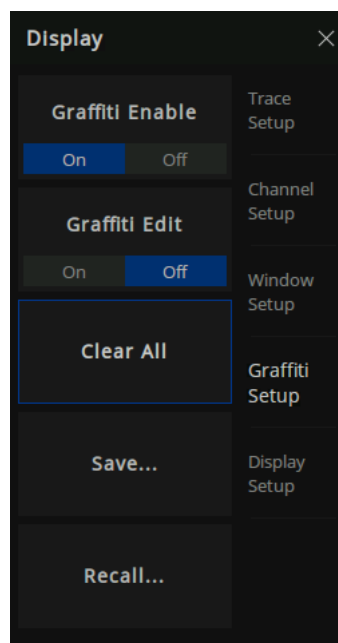 Display
Graffiti Enable
On Off
Graffiti Edit
On Off
Clear All
Save...
Recall...
Trace
Setup
Channel
Setup
Window
Setup
Graffiti
Setup
Display
Setup